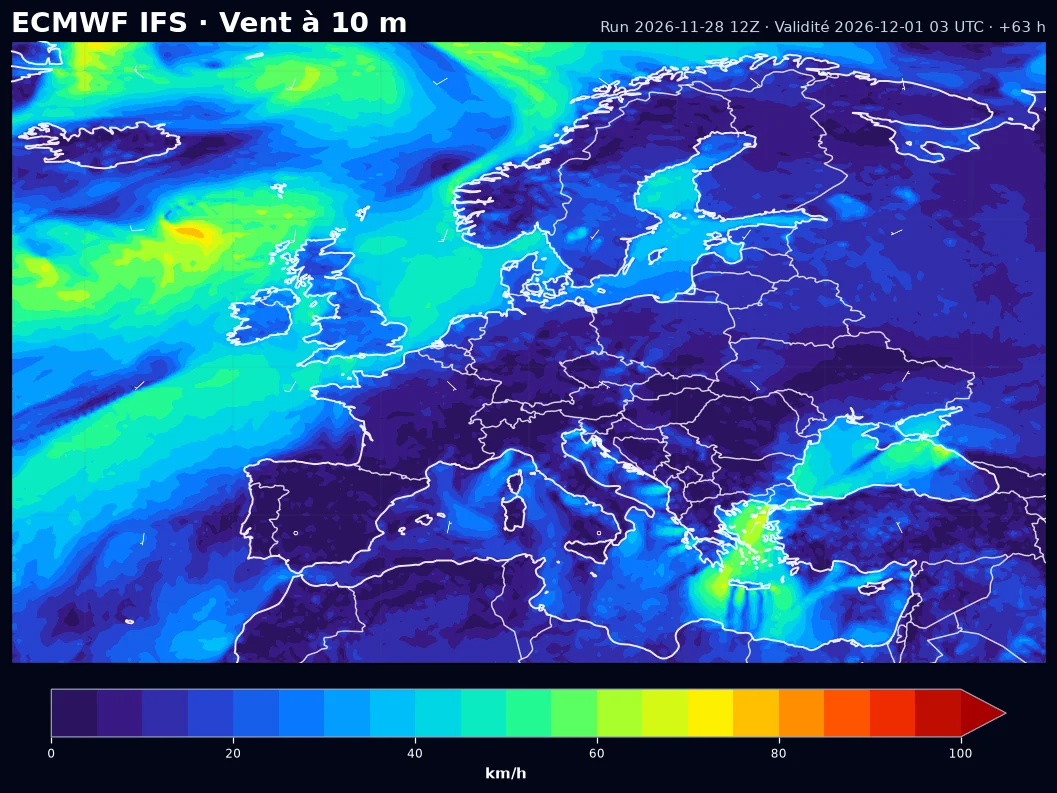 ECMWF IFS · Vent à 10 m
Run 2026-11-28 12Z · Validité 2026-12-01 03 UTC · +63 h
0 20 40 60 80 100
km/h